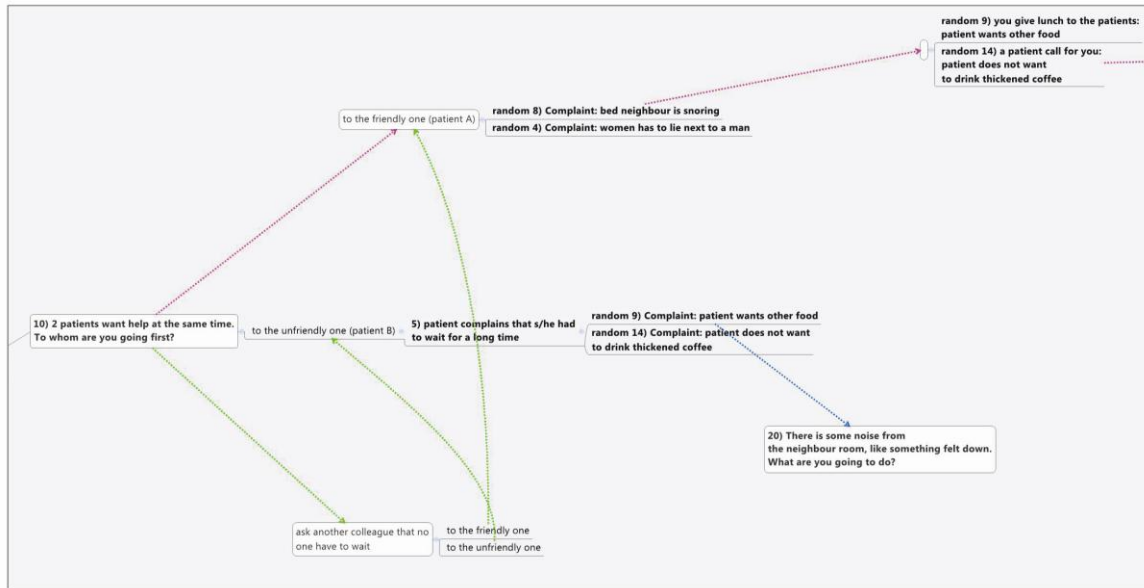 random 9) you give lunch to the patients:
patient wants other food
random 14) a patient call for you:
patient does not want
to drink thickened coffee
to the friendly one (patient A)
random 8) Complaint: bed neighbour is snoring
random 4) Complaint: women has to lie next to a man
10) 2 patients want help at the same time.
To whom are you going first?
to the unfriendly one (patient B)
5) patient complains that s/he had
to wait for a long time
random 9) Complaint: patient wants other food
random 14) Complaint: patient does not want
to drink thickened coffee
20) There is some noise from
the neighbour room, like something felt down.
What are you going to do?
ask another colleague that no
one have to wait
to the friendly one
to the unfriendly one